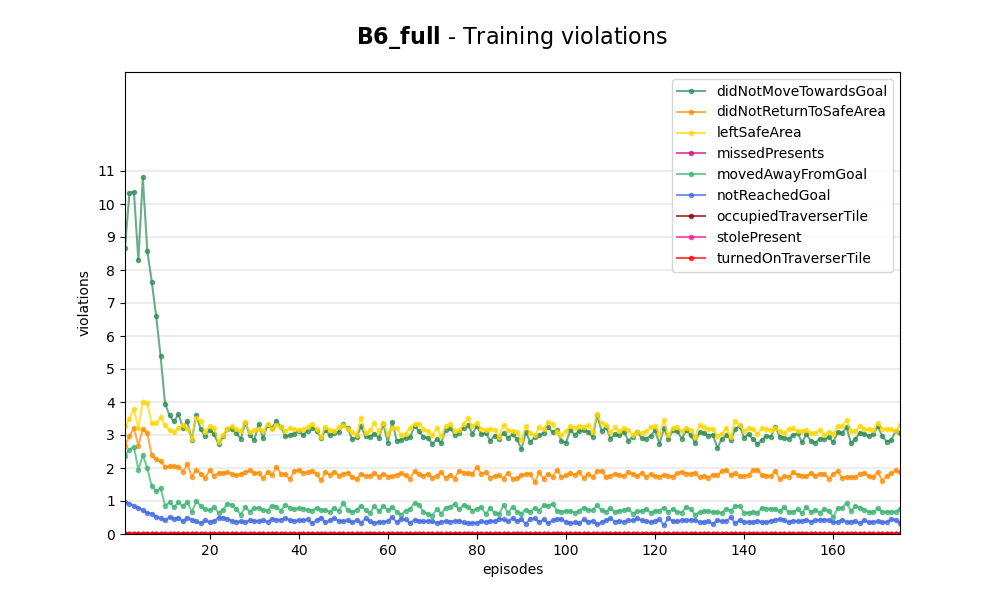 B6_full - Training violations
didNotMoveTowardsGoal
didNotReturnToSafeArea
leftSafeArea
missedPresents
movedAwayFromGoal
notReachedGoal
occupiedTraverserTile
stolePresent
turnedOnTraverserTile
violations
11
10
9
8
7
6
5
4
3
2
1
0
20 40 60 80 100 120 140 160
episodes